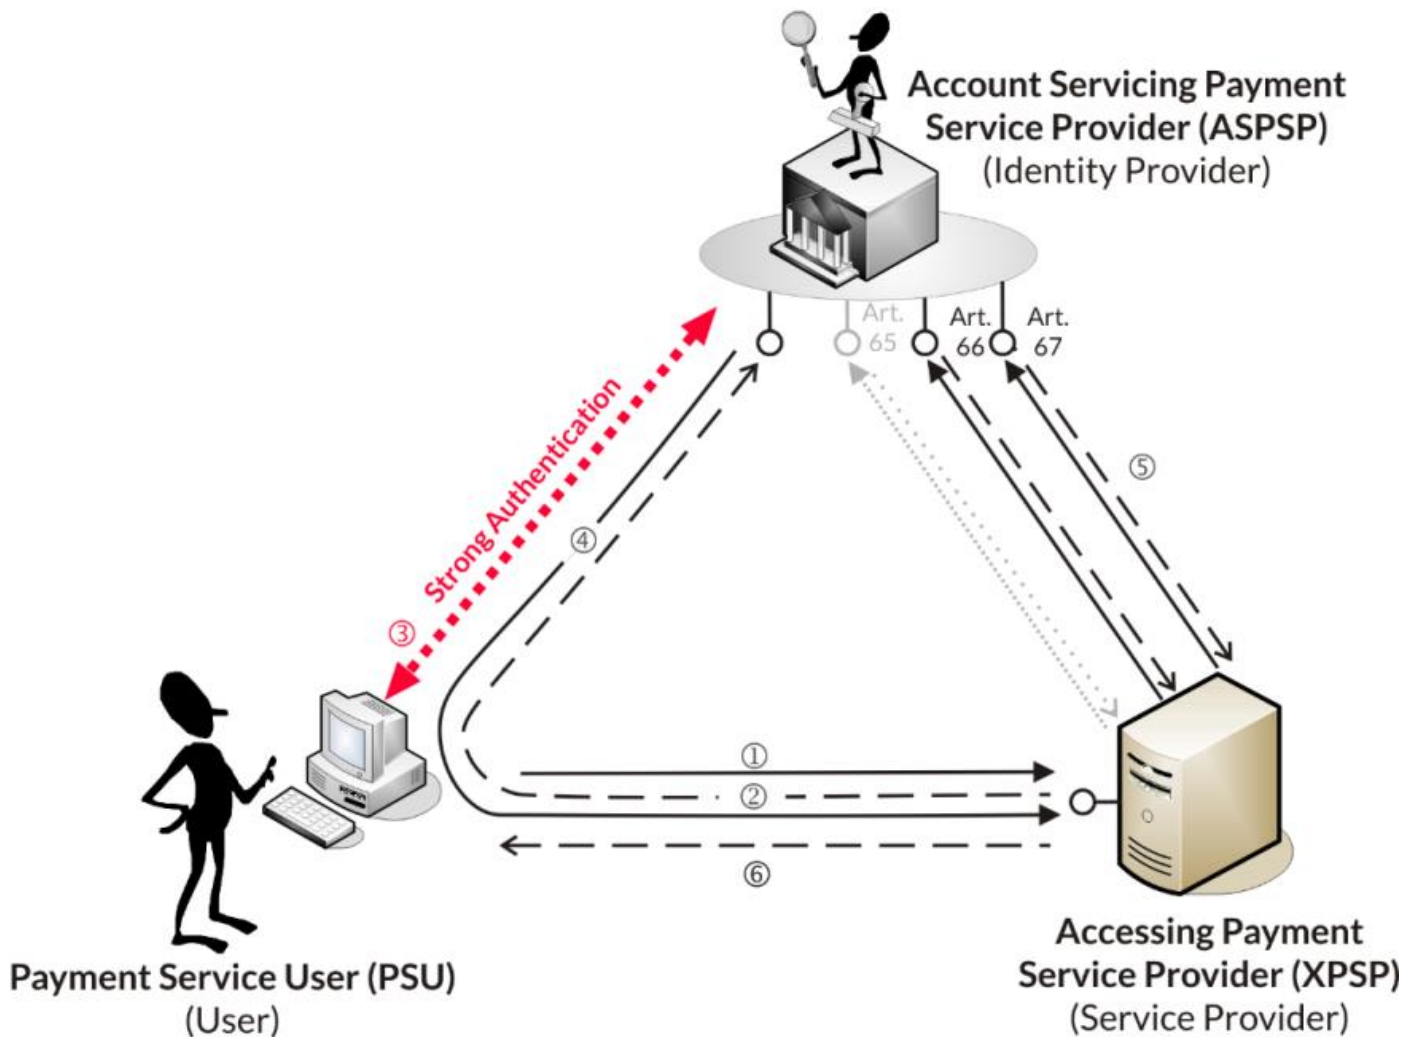 Account Servicing Payment
Service Provider (ASPSP)
(Identity Provider)
Art.
65
Art.
66
Art.
67
Strong Authentication
⑤
④
③
①
②
⑥
Payment Service User (PSU)
(User)
Accessing Payment
Service Provider (XPSP)
(Service Provider)